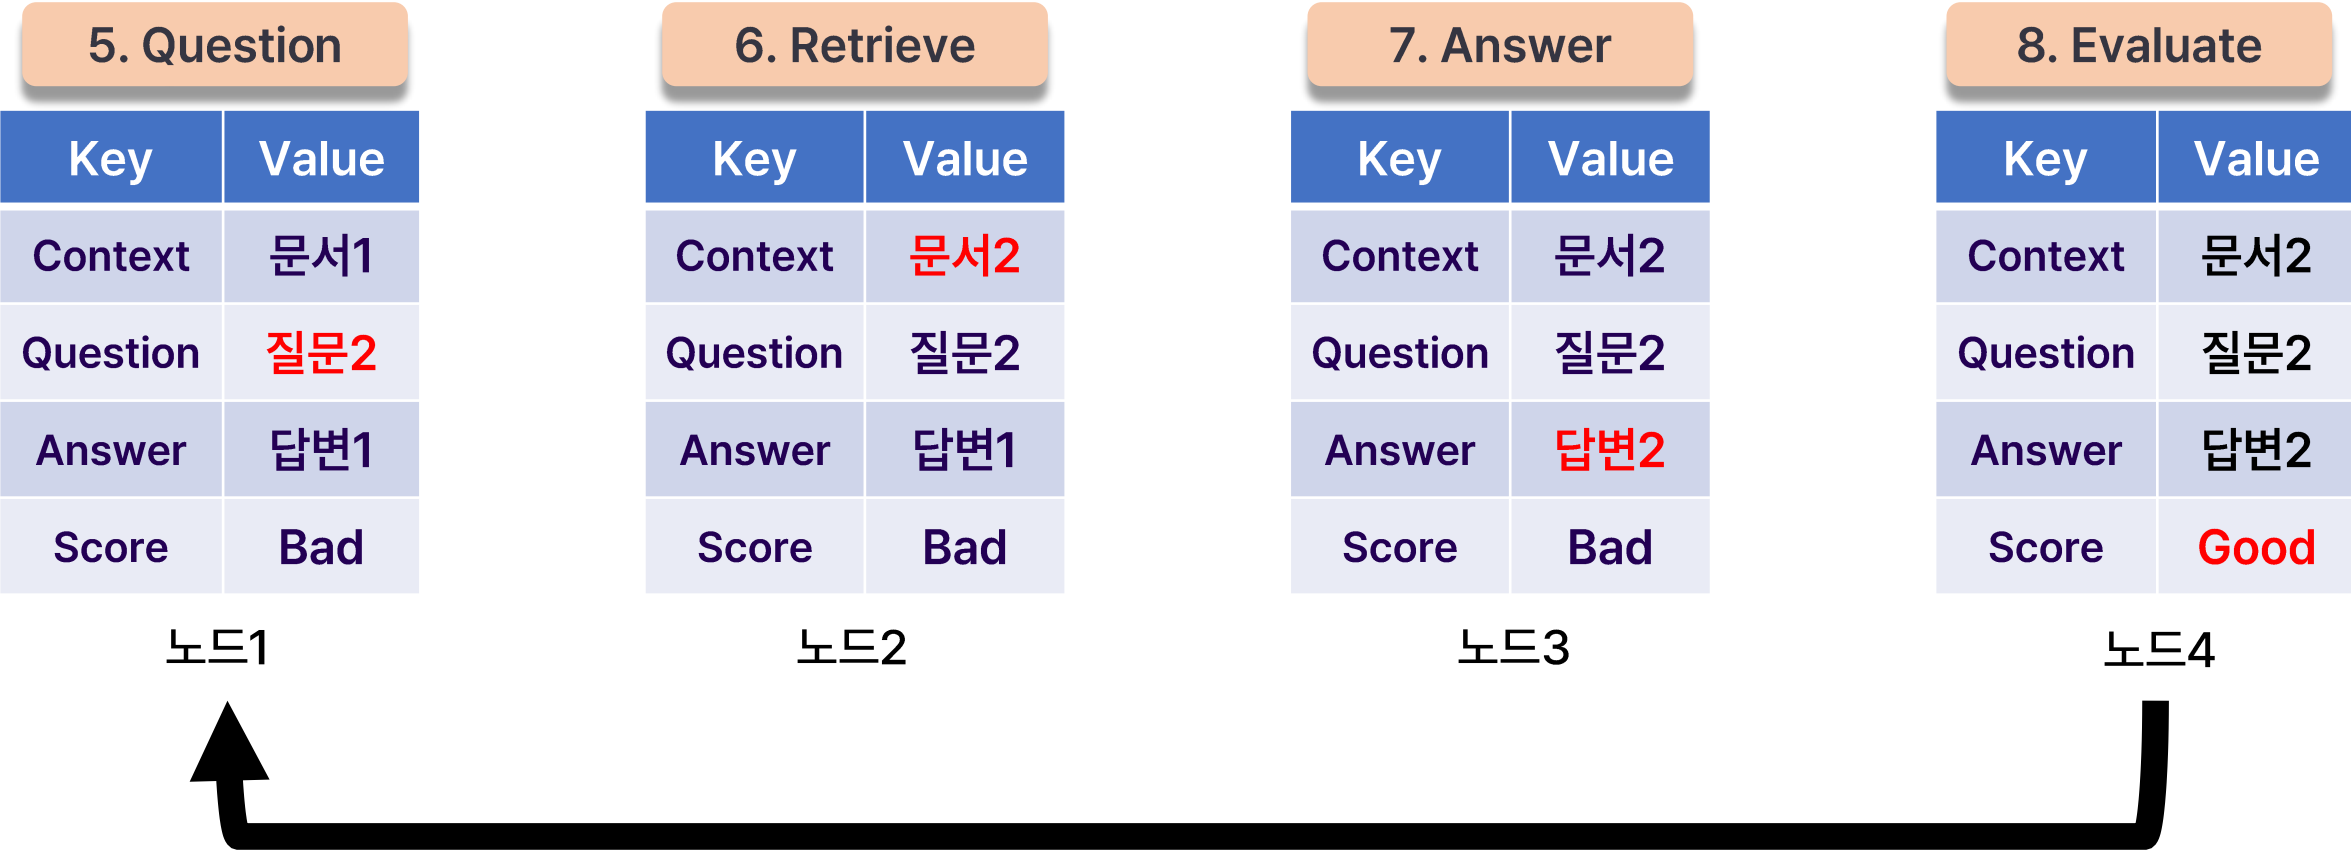 5. Question
Key Value
Context 문서1
Question 질문2
Answer 답변1
Score Bad
노드1
6. Retrieve
Key Value
Context 문서2
Question 질문2
Answer 답변1
Score Bad
노드2
7. Answer
Key Value
Context 문서2
Question 질문2
Answer 답변2
Score Bad
노드3
8. Evaluate
Key Value
Context 문서2
Question 질문2
Answer 답변2
Score Good
노드4